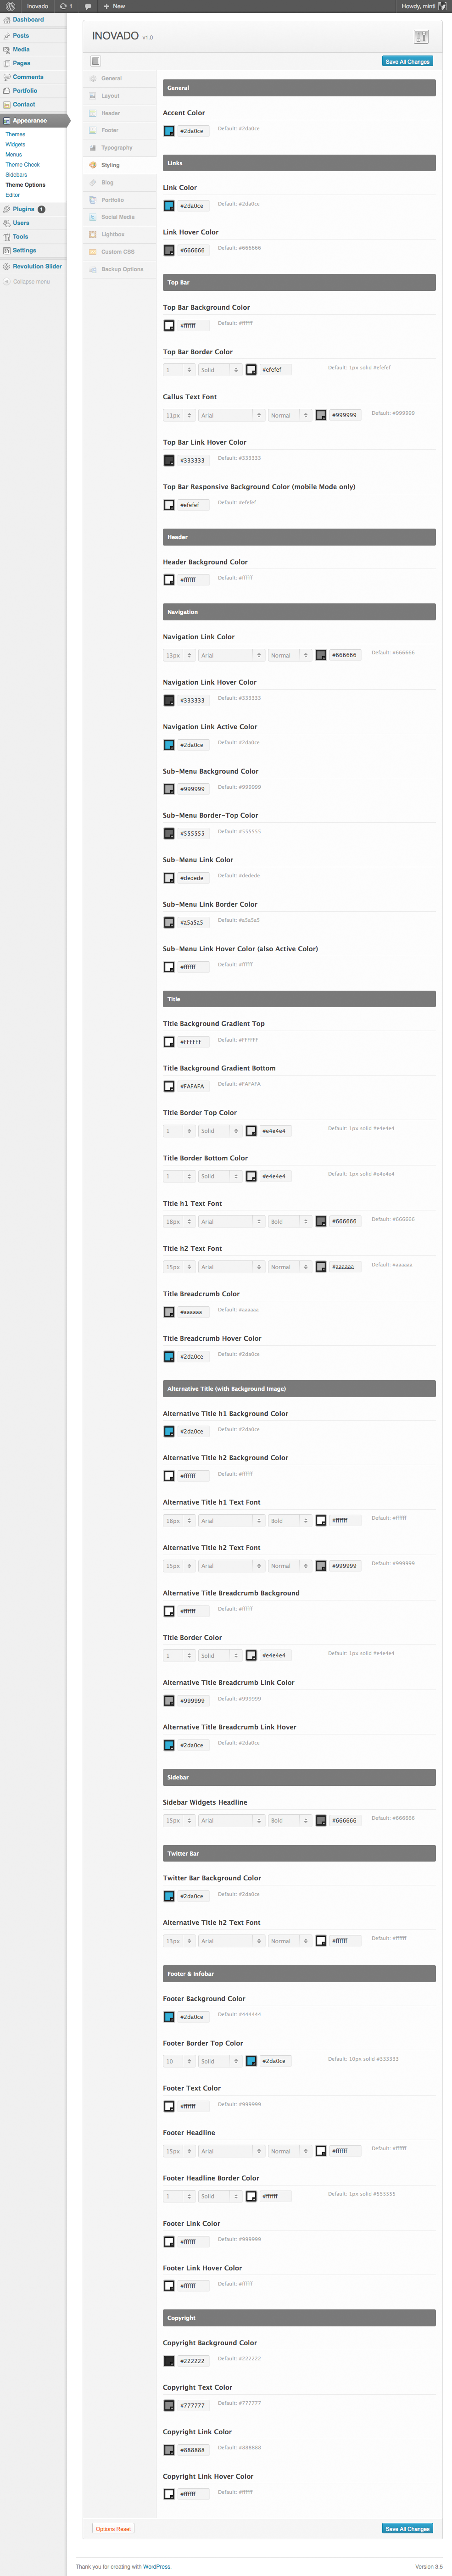 Inovado 1 + New Howdy, minti
Dashboard
Posts
Media
Pages
Comments
Portfolio
Contact
Appearance
Themes
Widgets
Menus
Theme Check
Sidebars
Theme Options
Editor
Plugins 1
Users
Tools
Settings
Revolution Slider
Collapse menu
INOVADO v1.0
Save All Changes
General
Layout
Header
Footer
Typography
Styling
Blog
Portfolio
Social Media
Lightbox
Custom CSS
Backup Options
General
Accent Color
#2da0ce Default: #2da0ce
Links
Link Color
#2da0ce Default: #2da0ce
Link Hover Color
#666666 Default: #666666
Top Bar
Top Bar Background Color
#ffffff Default: #ffffff
Top Bar Border Color
1 Solid #efefef Default: 1px solid #efefef
Callus Text Font
11px Arial Normal #999999 Default: #999999
Top Bar Link Hover Color
#333333 Default: #333333
Top Bar Responsive Background Color (mobile Mode only)
#efefef Default: #efefef
Header
Header Background Color
#ffffff Default: #ffffff
Navigation
Navigation Link Color
13px Arial Normal #666666 Default: #666666
Navigation Link Hover Color
#333333 Default: #333333
Navigation Link Active Color
#2da0ce Default: #2da0ce
Sub-Menu Background Color
#999999 Default: #999999
Sub-Menu Border-Top Color
#555555 Default: #555555
Sub-Menu Link Color
#dedede Default: #dedede
Sub-Menu Link Border Color
#a5a5a5 Default: #a5a5a5
Sub-Menu Link Hover Color (also Active Color)
#ffffff Default: #ffffff
Title
Title Background Gradient Top
#FFFFFF Default: #FFFFFF
Title Background Gradient Bottom
#FAFAFA Default: #FAFAFA
Title Border Top Color
1 Solid #e4e4e4 Default: 1px solid #e4e4e4
Title Border Bottom Color
1 Solid #e4e4e4 Default: 1px solid #e4e4e4
Title h1 Text Font
18px Arial Bold #666666 Default: #666666
Title h2 Text Font
15px Arial Normal #aaaaaa Default: #aaaaaa
Title Breadcrumb Color
#aaaaaa Default: #aaaaaa
Title Breadcrumb Hover Color
#2da0ce Default: #2da0ce
Alternative Title (with Background Image)
Alternative Title h1 Background Color
#2da0ce Default: #2da0ce
Alternative Title h2 Background Color
#ffffff Default: #ffffff
Alternative Title h1 Text Font
18px Arial Bold #ffffff Default: #ffffff
Alternative Title h2 Text Font
15px Arial Normal #999999 Default: #999999
Alternative Title Breadcrumb Background
#ffffff Default: #ffffff
Title Border Color
1 Solid #e4e4e4 Default: 1px solid #e4e4e4
Alternative Title Breadcrumb Link Color
#999999 Default: #999999
Alternative Title Breadcrumb Link Hover
#2da0ce Default: #2da0ce
Sidebar
Sidebar Widgets Headline
15px Arial Bold #666666 Default: #666666
Twitter Bar
Twitter Bar Background Color
#2da0ce Default: #2da0ce
Alternative Title h2 Text Font
13px Arial Normal #ffffff Default: #ffffff
Footer & Infobar
Footer Background Color
#2da0ce Default: #444444
Footer Border Top Color
10 Solid #2da0ce Default: 10px solid #333333
Footer Text Color
#ffffff Default: #999999
Footer Headline
15px Arial Normal #ffffff Default: #ffffff
Footer Headline Border Color
1 Solid #ffffff Default: 1px solid #555555
Footer Link Color
#ffffff Default: #999999
Footer Link Hover Color
#ffffff Default: #ffffff
Copyright
Copyright Background Color
#222222 Default: #222222
Copyright Text Color
#777777 Default: #777777
Copyright Link Color
#888888 Default: #888888
Copyright Link Hover Color
#ffffff Default: #ffffff
Options Reset Save All Changes
Thank you for creating with WordPress. Version 3.5